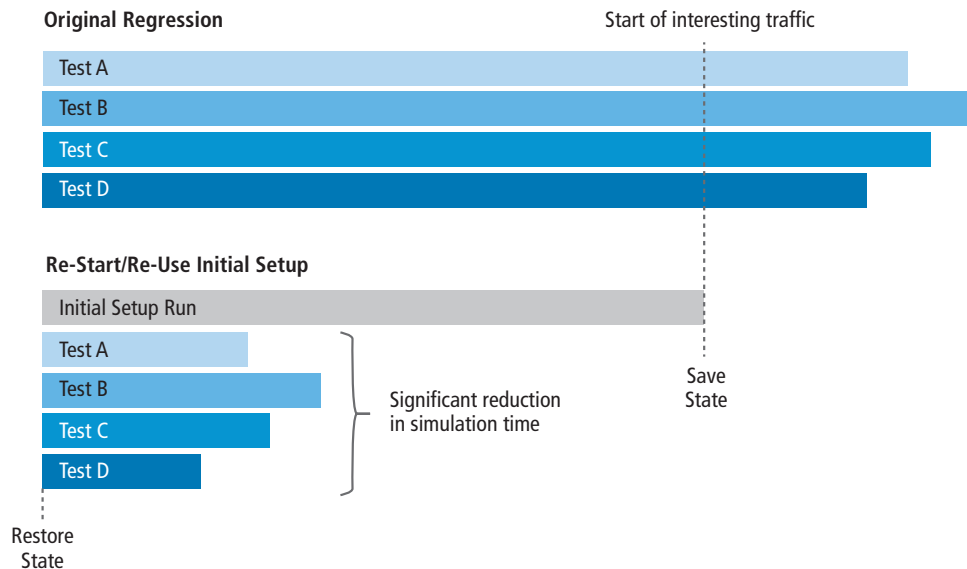 Original Regression
Start of interesting traffic
Test A
Test B
Test C
Test D
Re-Start/Re-Use Initial Setup
Initial Setup Run
Test A
Test B
Test C
Test D
Significant reduction
in simulation time
Save
State
Restore
State